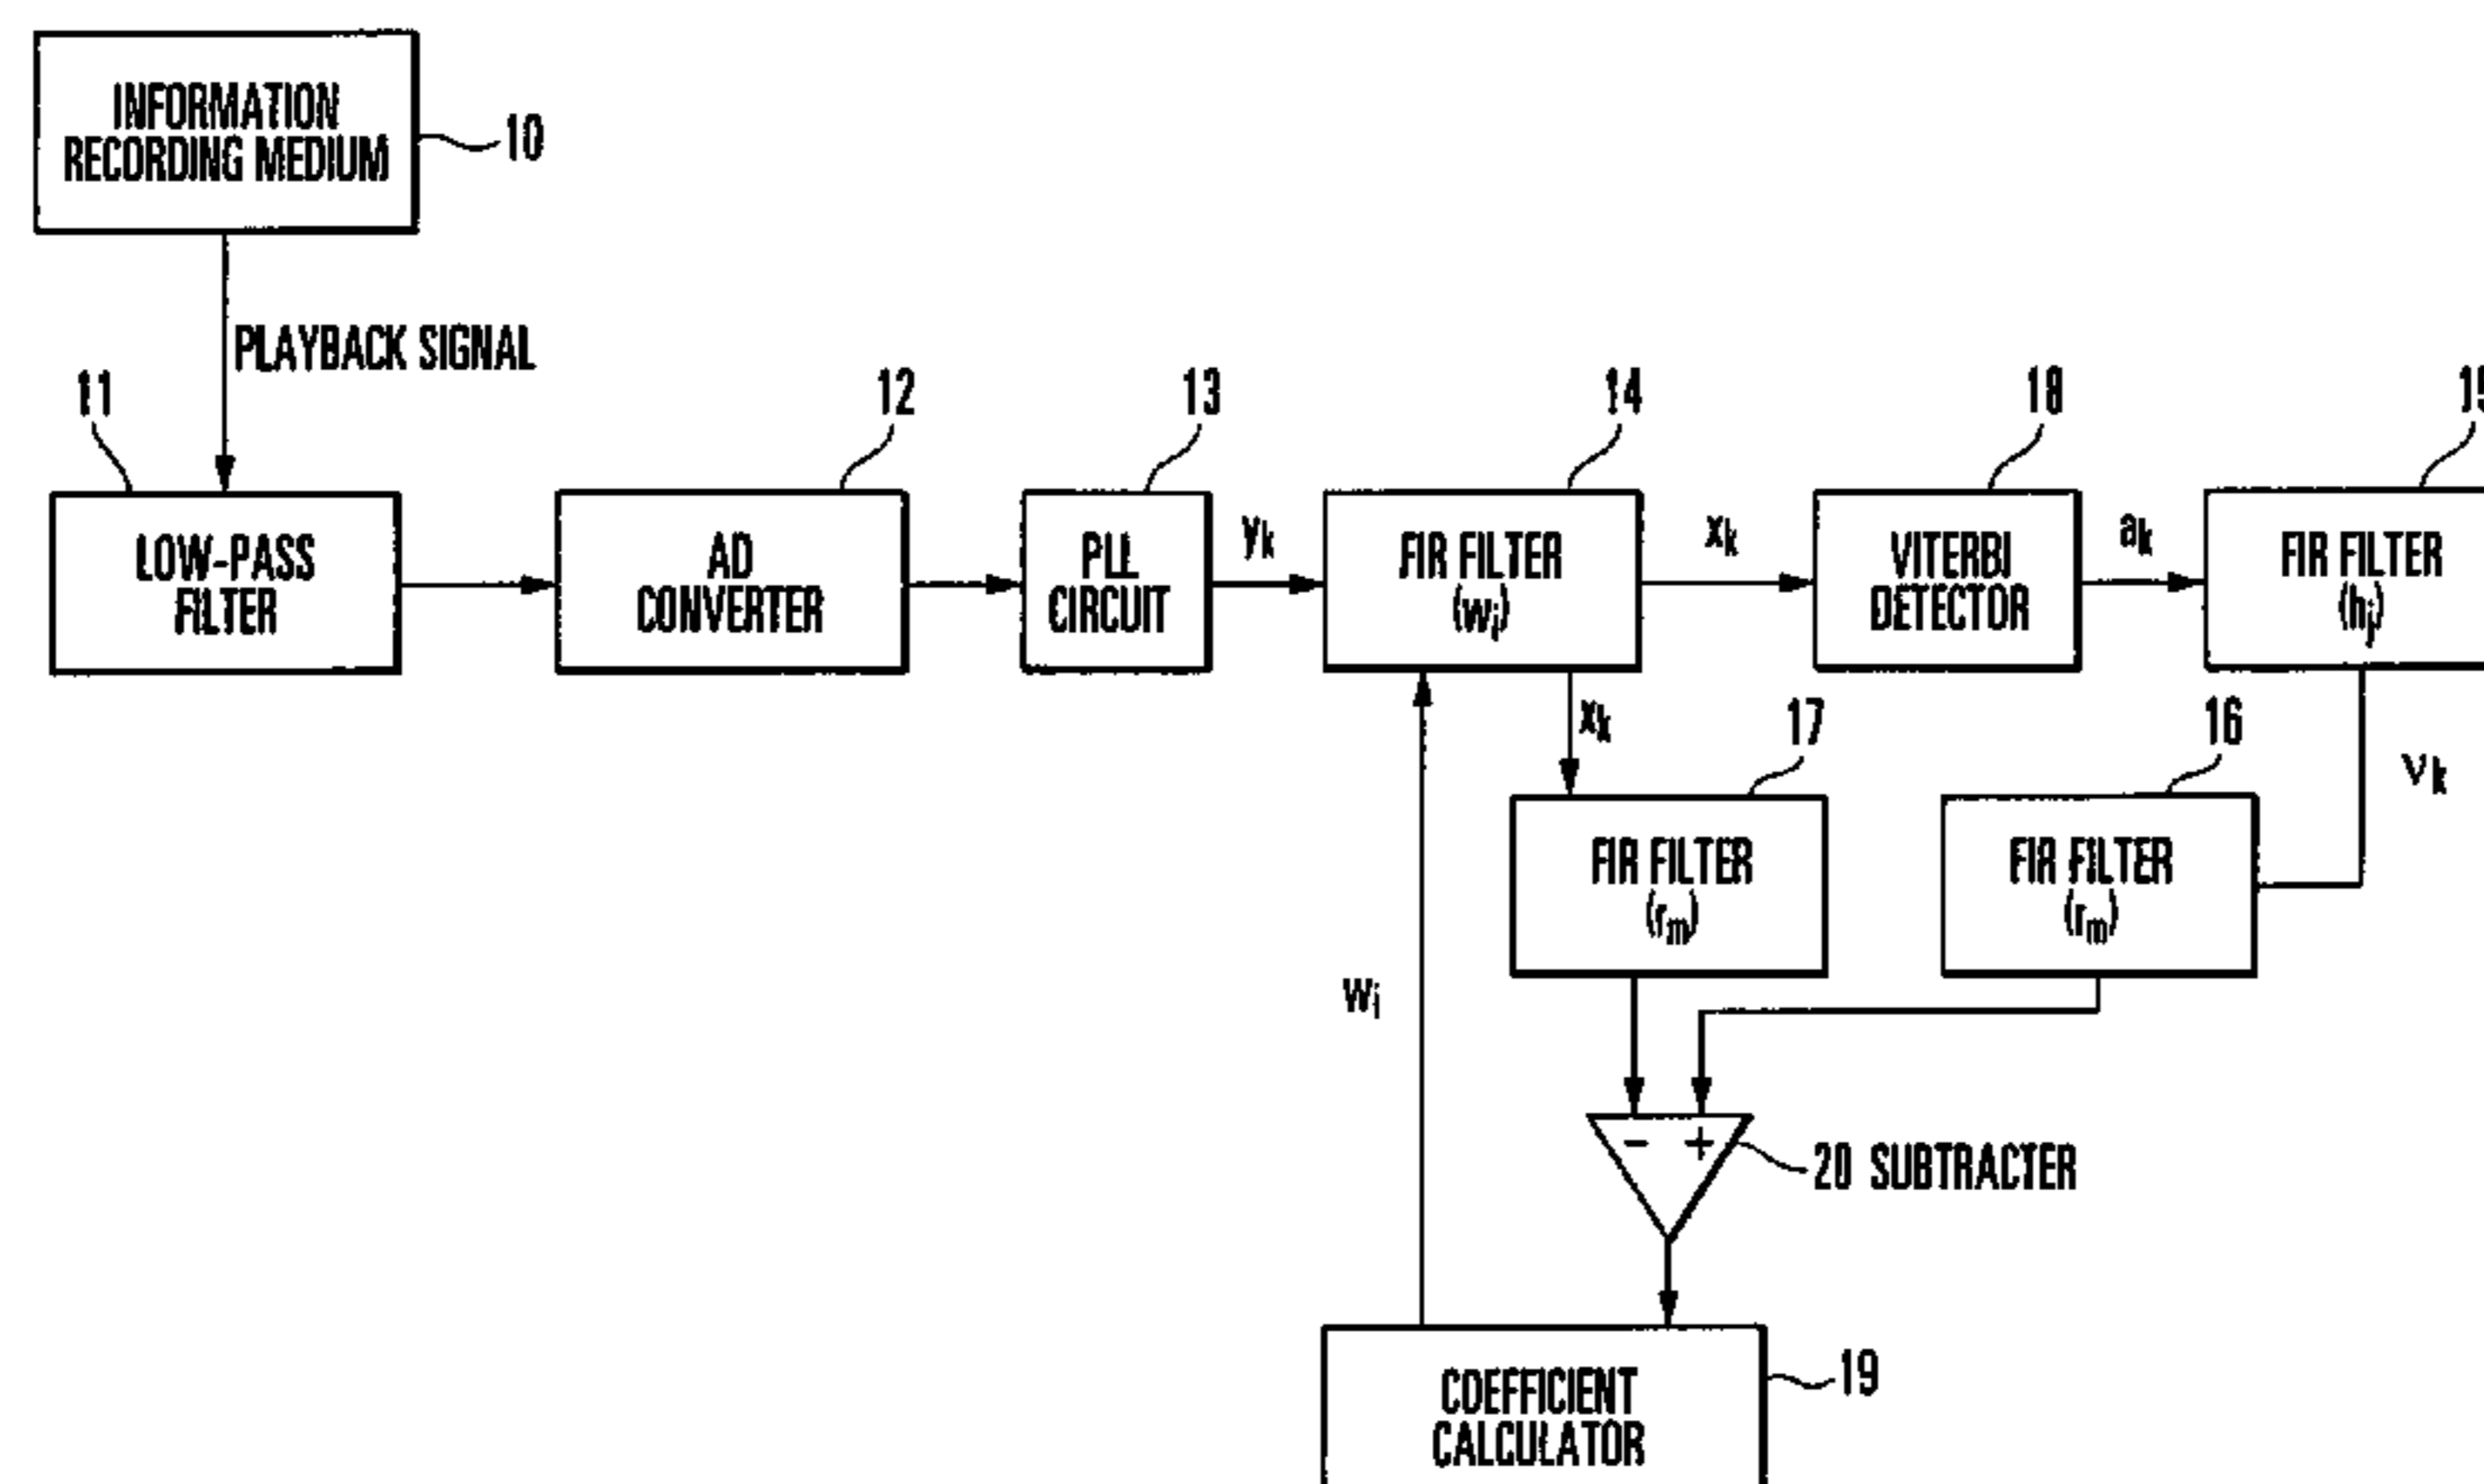 INFORMATION
RECORDING MEDIUM
10
PLAYBACK SIGNAL
11
12
13
14
18
LOW-PASS
FILTER
AD
CONVERTER
PLL
CIRCUIT
yk
FIR FILTER
(wi)
xk
VITERBI
DETECTOR
ak
FIR FILTER
(hj)
xk
17
16
vk
FIR FILTER
(rm)
FIR FILTER
(rm)
wi
- +
20 SUBTRACTER
COEFFICIENT
CALCULATOR
19